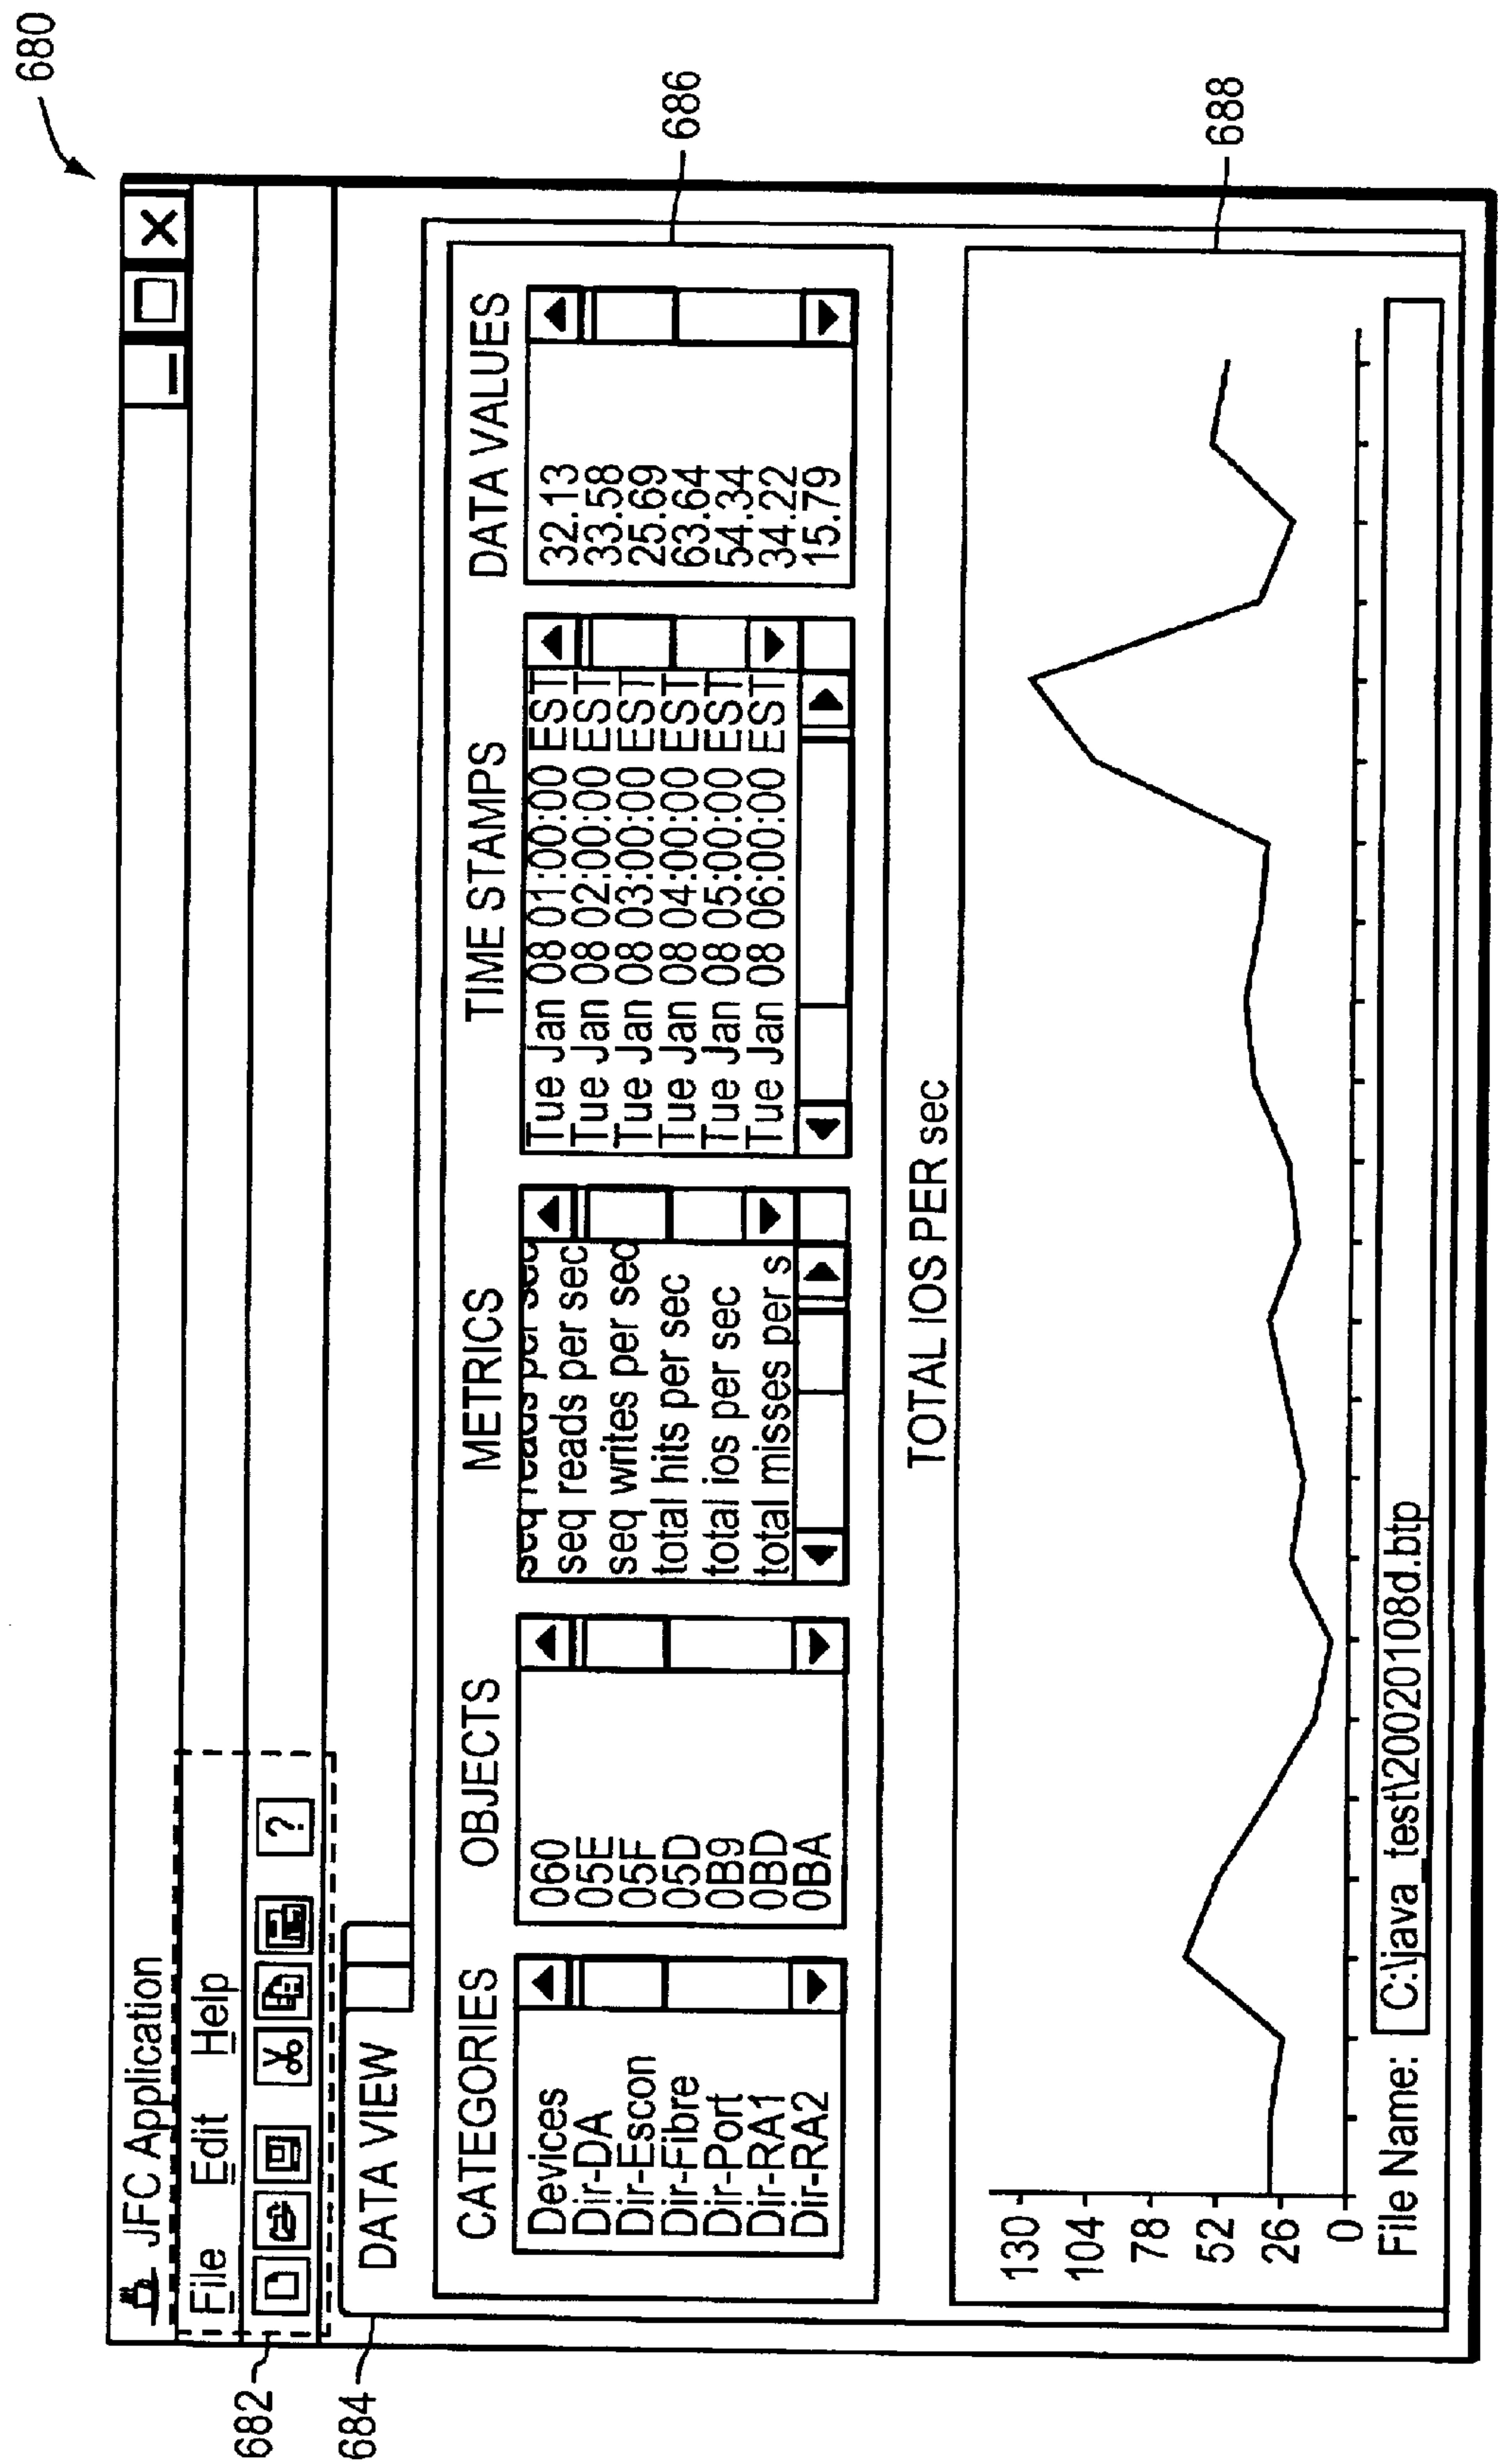 680
JFC Application
File Edit Help
?
682
684
DATA VIEW
CATEGORIES
Devices
Dir-DA
Dir-Escon
Dir-Fibre
Dir-Port
Dir-RA1
Dir-RA2
OBJECTS
060
05E
05F
05D
0B9
0BD
0BA
METRICS
seq reads per sec
seq reads per sec
seq writes per sec
total hits per sec
total ios per sec
total misses per s
TIME STAMPS
Tue Jan 08 01:00:00 EST
Tue Jan 08 02:00:00 EST
Tue Jan 08 03:00:00 EST
Tue Jan 08 04:00:00 EST
Tue Jan 08 05:00:00 EST
Tue Jan 08 06:00:00 EST
DATA VALUES
32.13
33.58
25.69
63.64
54.34
34.22
15.79
686
TOTAL IOS PER sec
688
130
104
78
52
26
0
File Name: C:\java_test\20020108d.btp